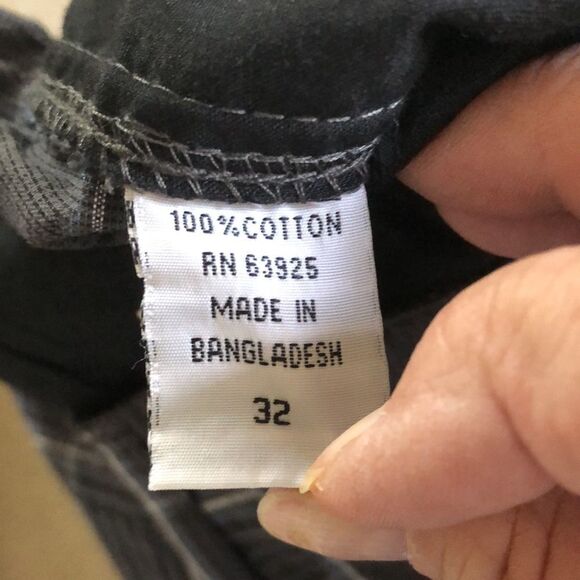 100%COTTON
RN 63925
MADE IN
BANGLADESH
32